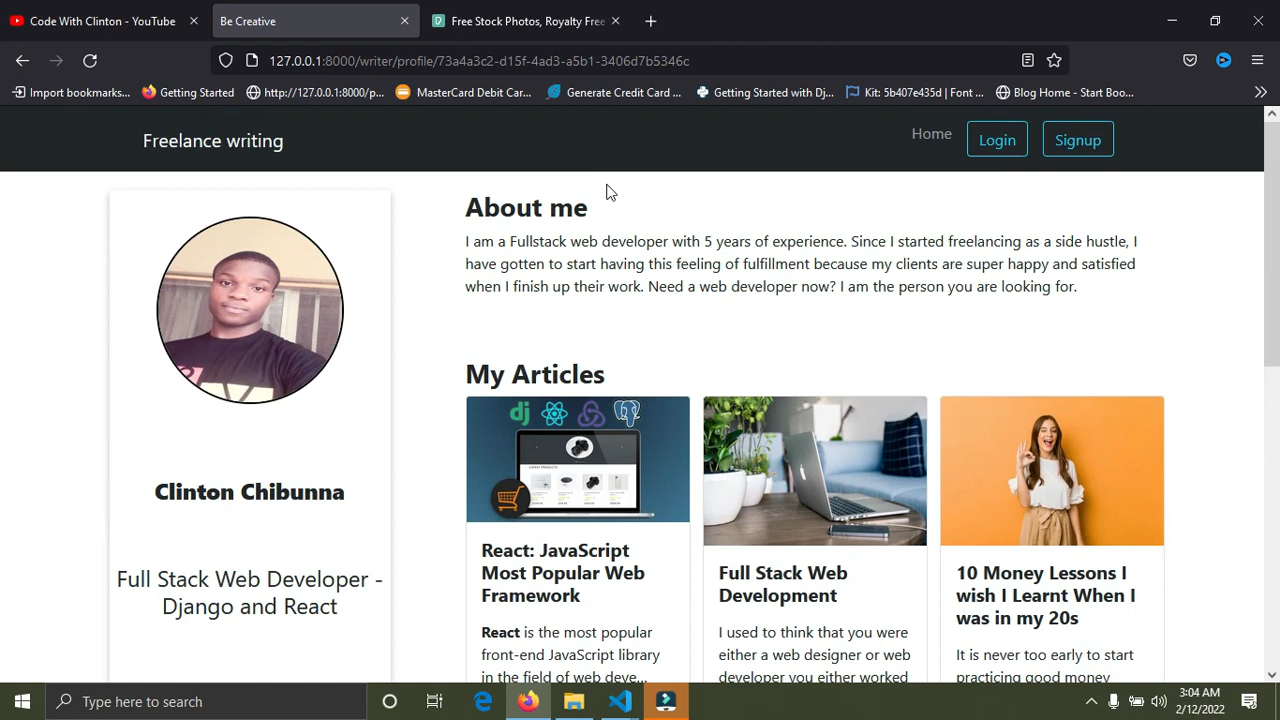 Code With Clinton - YouTube
Be Creative
Free Stock Photos, Royalty Free
127.0.0.1:8000/writer/profile/73a4a3c2-d15f-4ad3-a5b1-3406d7b5346c
Import bookmarks...
Getting Started
http://127.0.0.1:8000/p...
MasterCard Debit Car...
Generate Credit Card ...
Getting Started with Dj...
Kit: 5b407e435d | Font ...
Blog Home - Start Boo...
Freelance writing
Home
Login
Signup
Clinton Chibunna
Full Stack Web Developer -
Django and React
About me
I am a Fullstack web developer with 5 years of experience. Since I started freelancing as a side hustle, I
have gotten to start having this feeling of fulfillment because my clients are super happy and satisfied
when I finish up their work. Need a web developer now? I am the person you are looking for.
My Articles
dj
LATEST PRODUCTS
React: JavaScript
Most Popular Web
Framework
React is the most popular
front-end JavaScript library
in the field of web deve...
Full Stack Web
Development
I used to think that you were
either a web designer or web
developer you either worked
10 Money Lessons I
wish I Learnt When I
was in my 20s
It is never too early to start
practicing good money
Type here to search
3:04 AM
2/12/2022